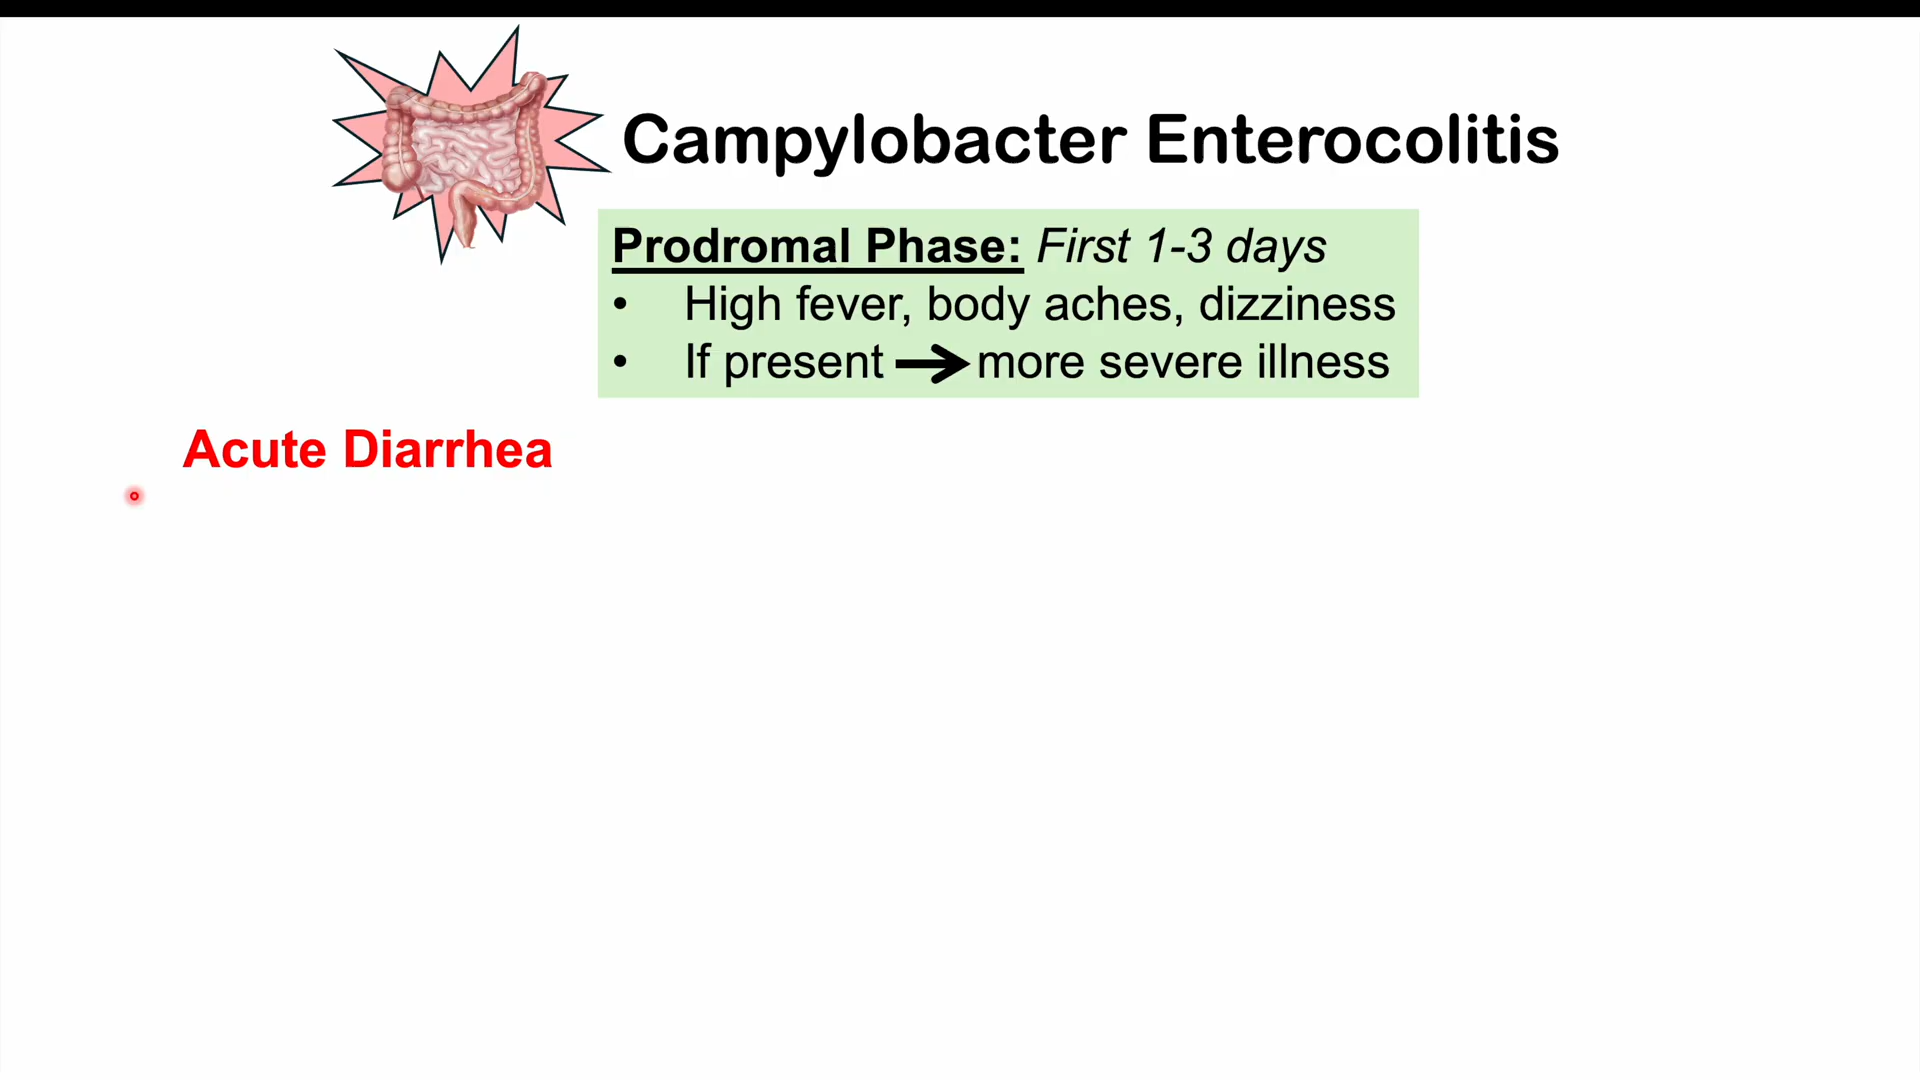 Campylobacter Enterocolitis
Prodromal Phase: First 1-3 days
• High fever, body aches, dizziness
• If present → more severe illness
Acute Diarrhea